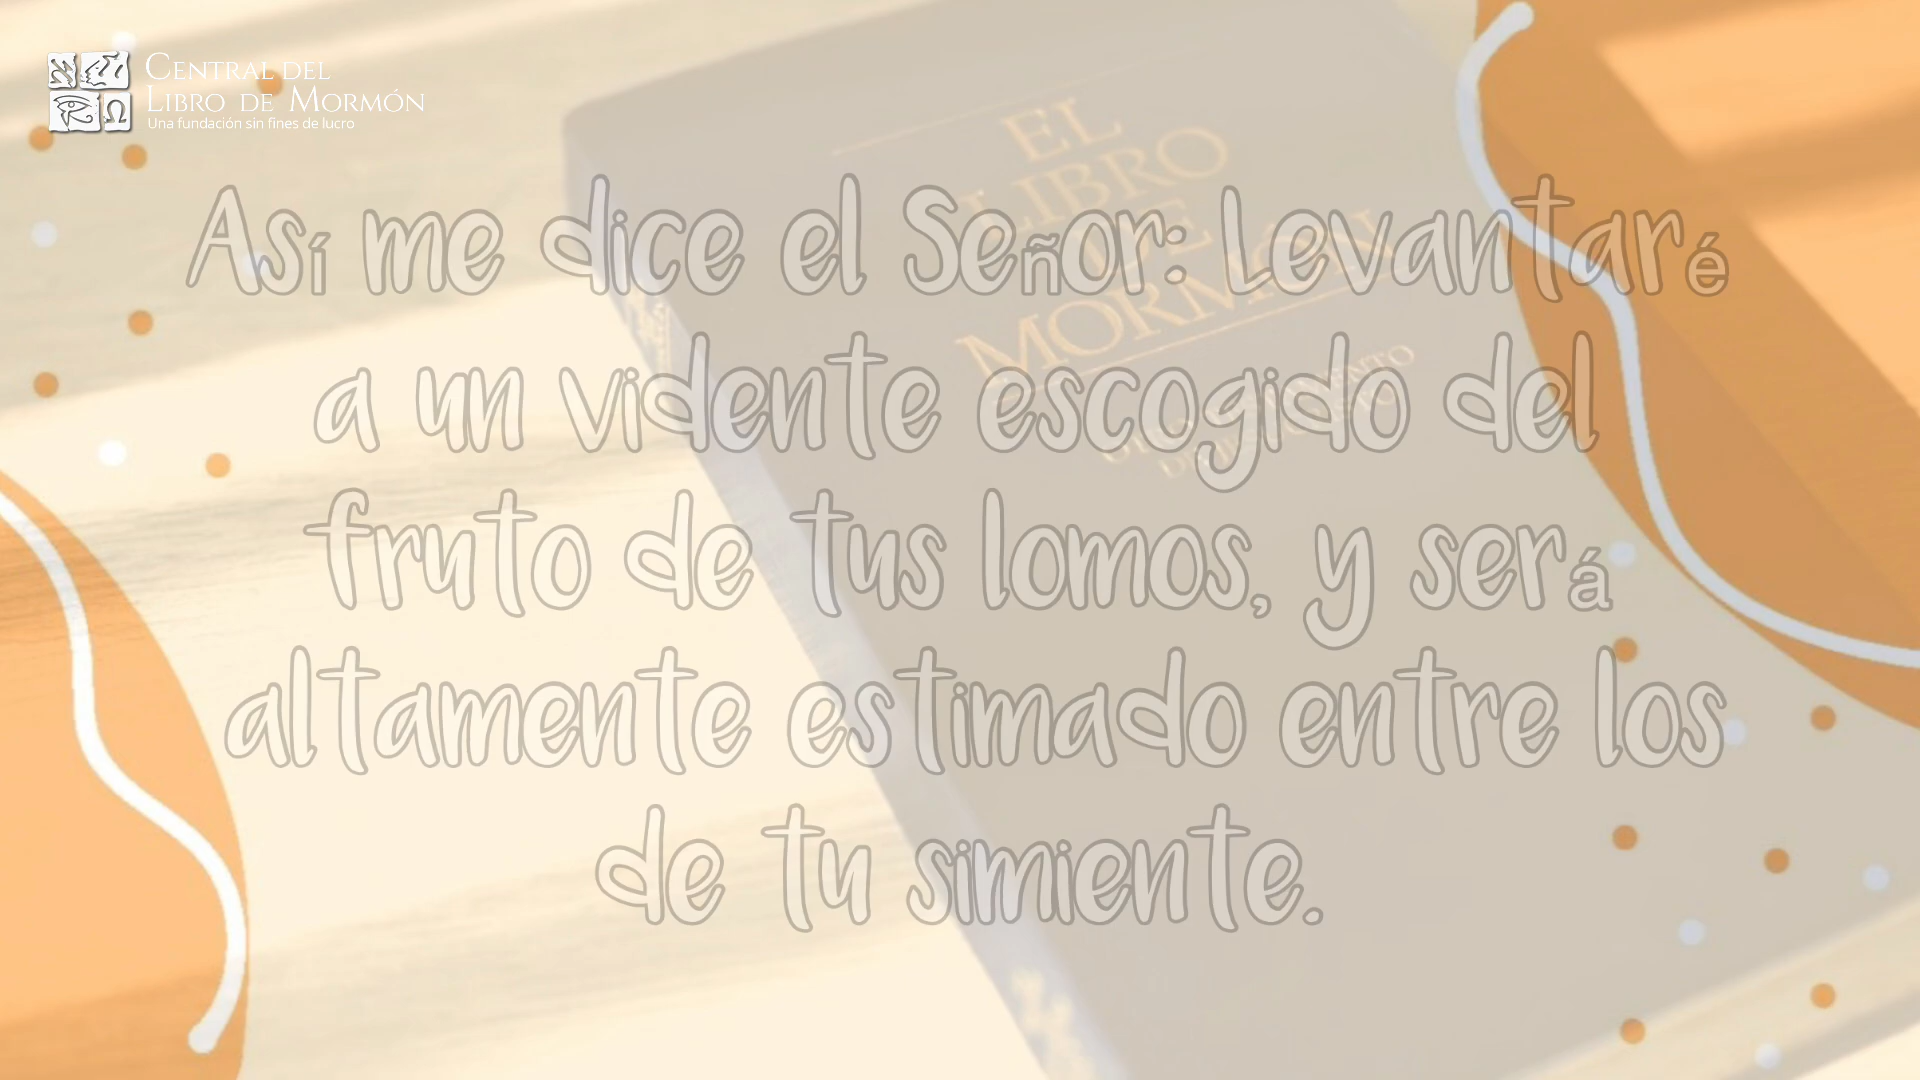 Central del
Libro de Mormón
Una fundación sin fines de lucro
EL
LIBRO
DE
MORMÓN
Así me dice el Señor: Levantaré
a un vidente escogido del
fruto de tus lomos, y será
altamente estimado entre los
de tu simiente.